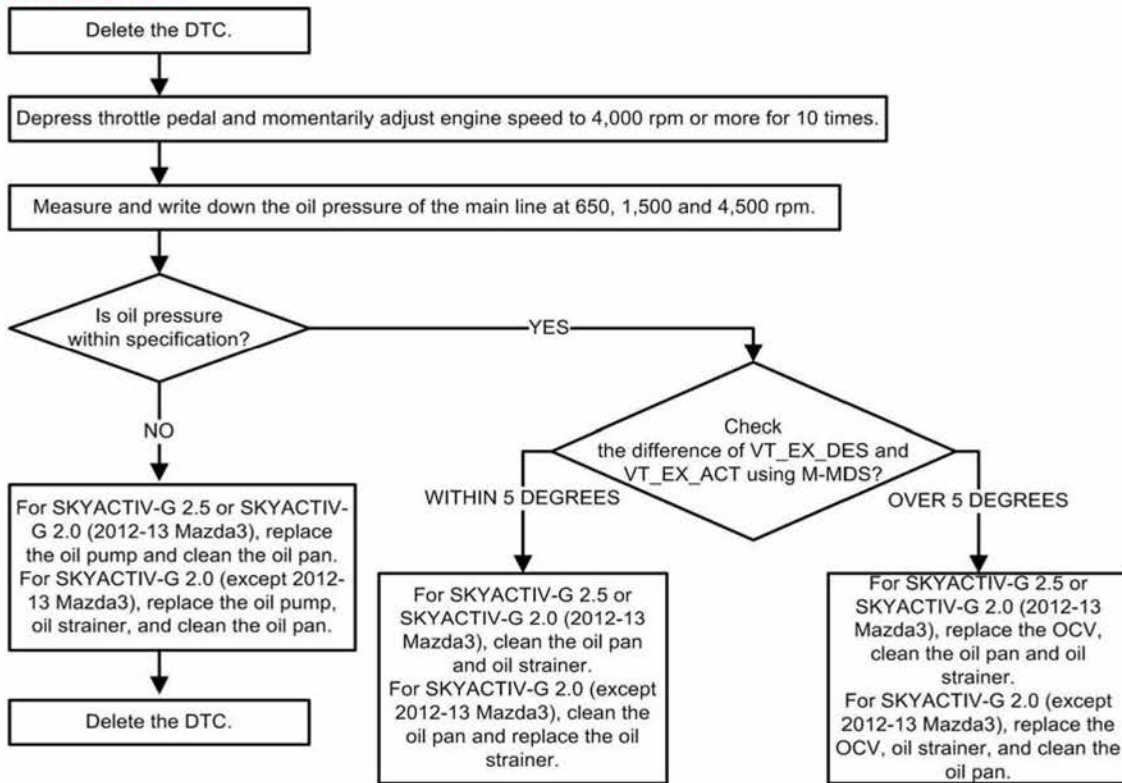 Delete the DTC.
Depress throttle pedal and momentarily adjust engine speed to 4,000 rpm or more for 10 times.
Measure and write down the oil pressure of the main line at 650, 1,500 and 4,500 rpm.
Is oil pressure
within specification?
YES
NO
Check
the difference of VT_EX_DES and
VT_EX_ACT using M-MDS?
WITHIN 5 DEGREES
OVER 5 DEGREES
For SKYACTIV-G 2.5 or SKYACTIV-
G 2.0 (2012-13 Mazda3), replace
the oil pump and clean the oil pan.
For SKYACTIV-G 2.0 (except 2012-
13 Mazda3), replace the oil pump,
oil strainer, and clean the oil pan.
Delete the DTC.
For SKYACTIV-G 2.5 or
SKYACTIV-G 2.0 (2012-13
Mazda3), clean the oil pan
and oil strainer.
For SKYACTIV-G 2.0 (except
2012-13 Mazda3), clean the
oil pan and replace the oil
strainer.
For SKYACTIV-G 2.5 or
SKYACTIV-G 2.0 (2012-13
Mazda3), replace the OCV,
clean the oil pan and oil
strainer.
For SKYACTIV-G 2.0 (except
2012-13 Mazda3), replace the
OCV, oil strainer, and clean the
oil pan.